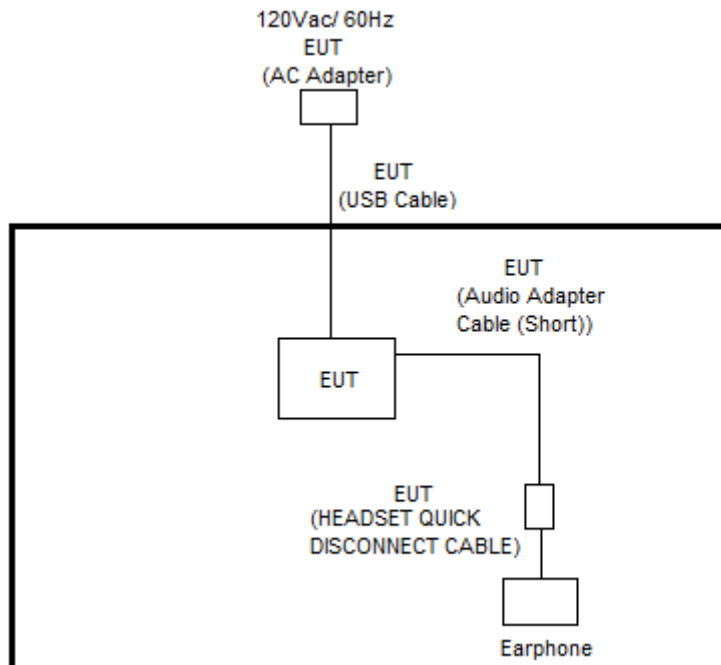 120Vac/ 60Hz
EUT
(AC Adapter)
EUT
(USB Cable)
EUT
(Audio Adapter
Cable (Short))
EUT
EUT
(HEADSET QUICK
DISCONNECT CABLE)
Earphone